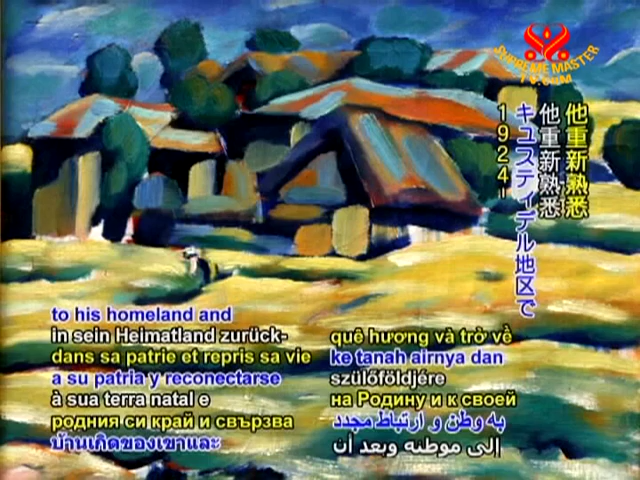 SUPREME MASTER
TV.COM
他重新熟悉
他重新熟悉
キュスティデル地区で
1924-
to his homeland and
in sein Heimatland zurück-
dans sa patrie et repris sa vie
a su patria y reconectarse
à sua terra natal e
родния си край и свързва
บ้านเกิดของเขาและ
quê hương và trở về
ke tanah airnya dan
szülőföldjére
на Родину и к своей
به وطن و ارتباط مجدد
إلى موطنه وبعد أن